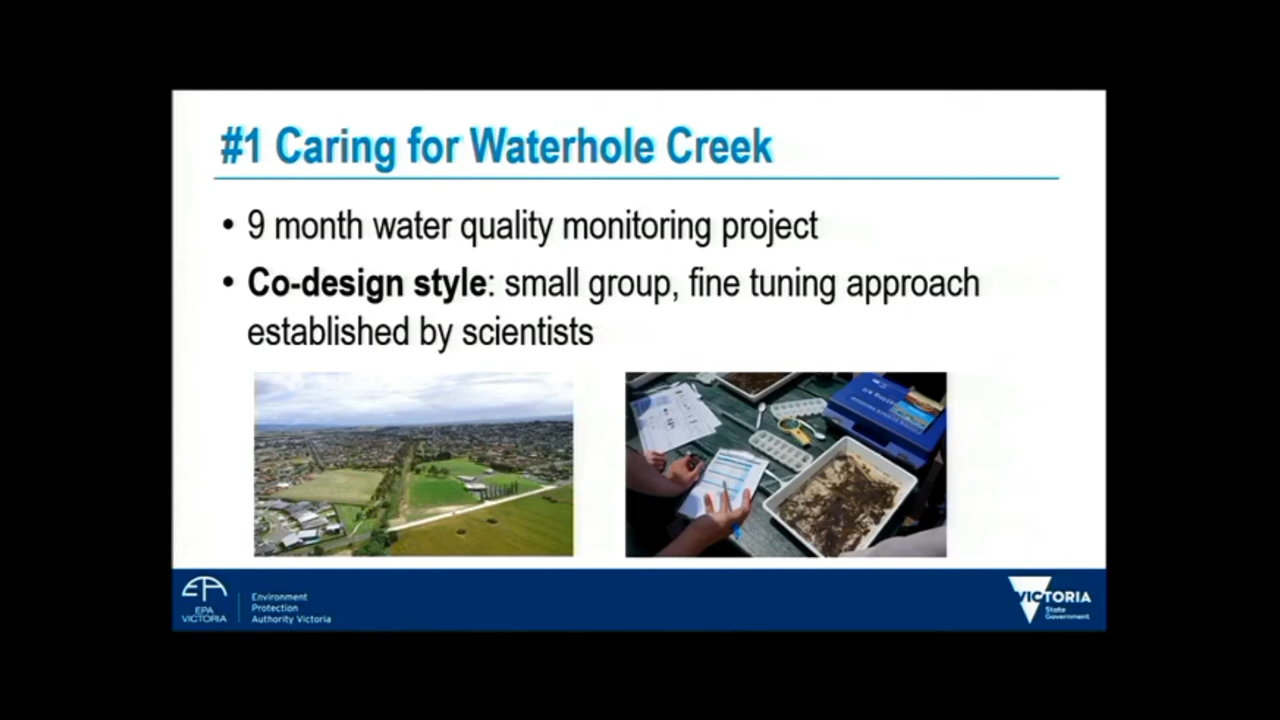 #1 Caring for Waterhole Creek
• 9 month water quality monitoring project
• Co-design style: small group, fine tuning approach
established by scientists
EPA
VICTORIA
Environment
Protection
Authority Victoria
VICTORIA
State
Government